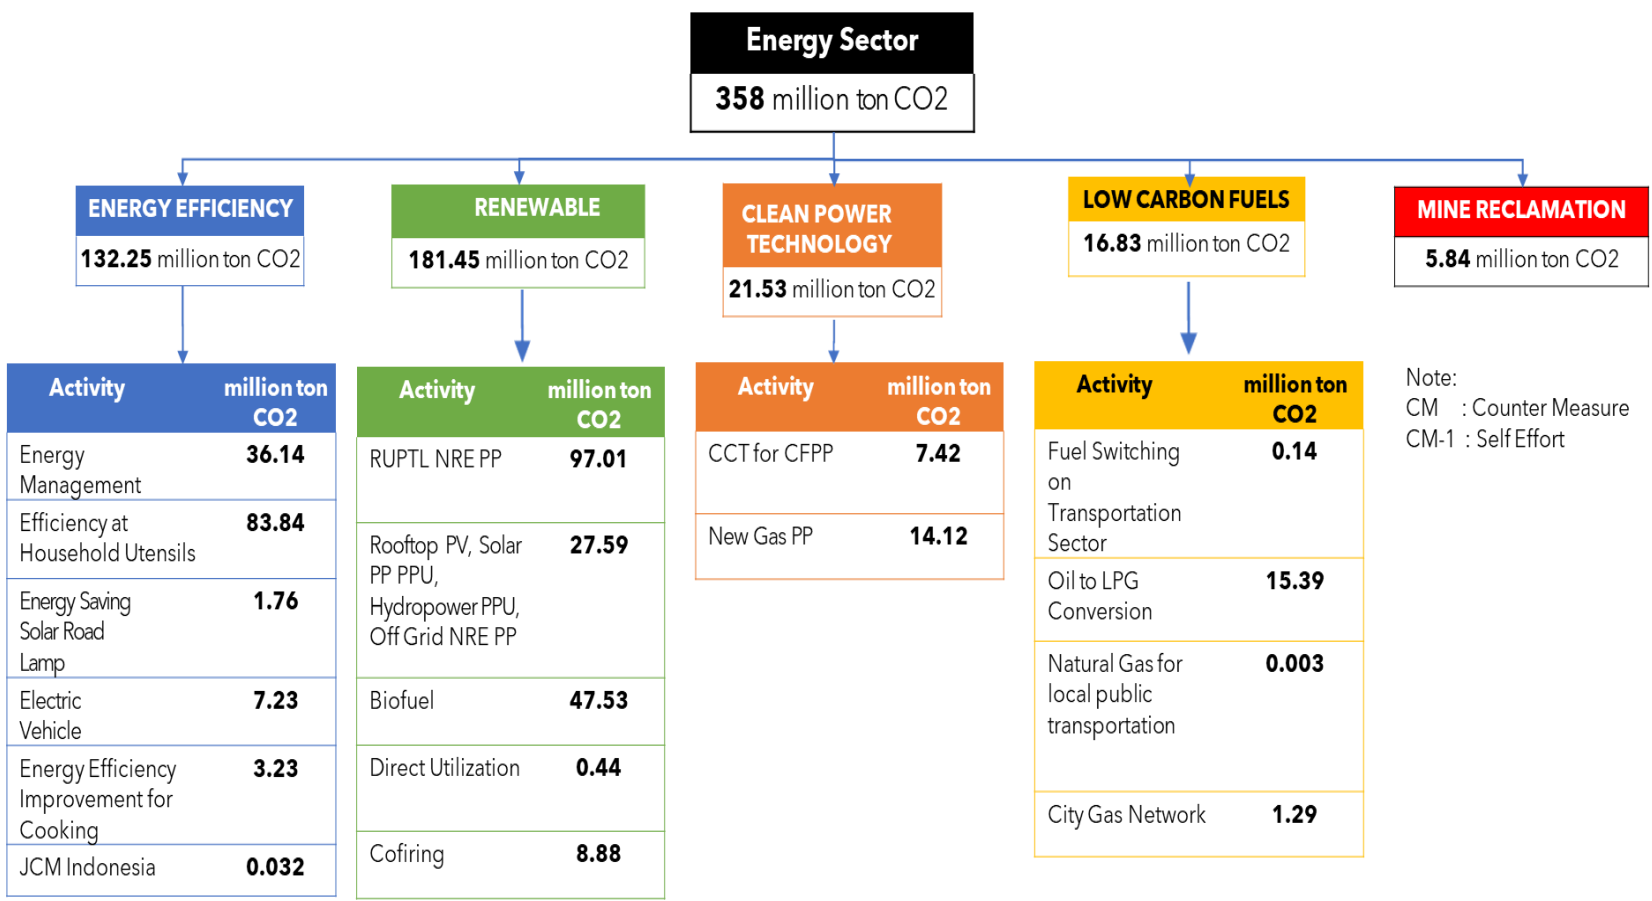 Energy Sector
358 million ton CO2
ENERGY EFFICIENCY
132.25 million ton CO2
RENEWABLE
181.45 million ton CO2
CLEAN POWER
TECHNOLOGY
21.53 million ton CO2
LOW CARBON FUELS
16.83 million ton CO2
MINE RECLAMATION
5.84 million ton CO2
Activity million ton
CO2
Energy 36.14
Management
Efficiency at 83.84
Household Utensils
Energy Saving 1.76
Solar Road
Lamp
Electric 7.23
Vehicle
Energy Efficiency 3.23
Improvement for
Cooking
JCM Indonesia 0.032
Activity million ton
CO2
RUPTL NRE PP 97.01
Rooftop PV, Solar 27.59
PP PPU,
Hydropower PPU,
Off Grid NRE PP
Biofuel 47.53
Direct Utilization 0.44
Cofiring 8.88
Activity million ton
CO2
CCT for CFPP 7.42
New Gas PP 14.12
Activity million ton
CO2
Fuel Switching 0.14
on
Transportation
Sector
Oil to LPG 15.39
Conversion
Natural Gas for 0.003
local public
transportation
City Gas Network 1.29
Note:
CM : Counter Measure
CM-1 : Self Effort